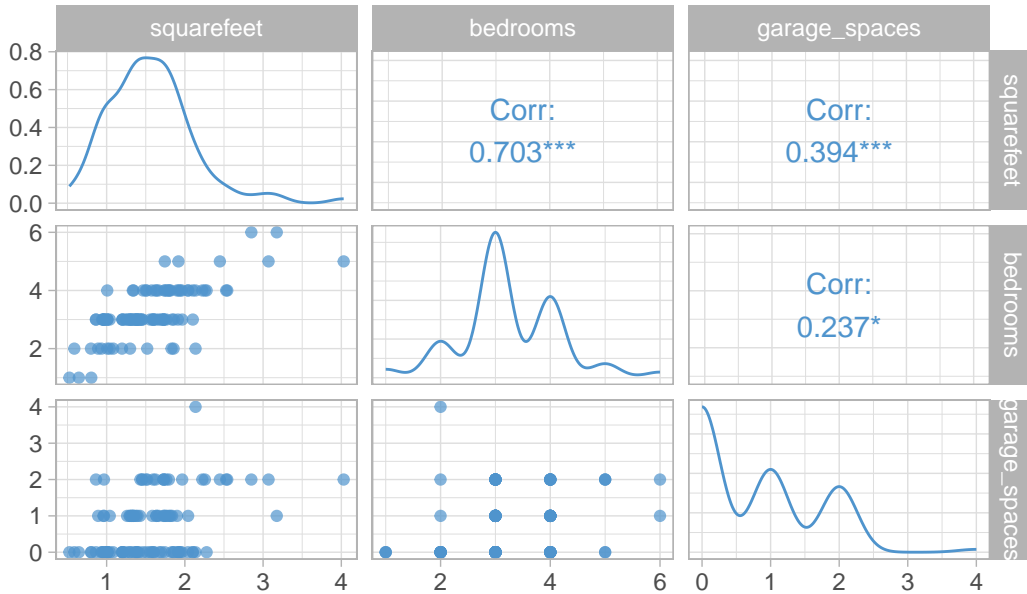 squarefeet
bedrooms
garage_spaces
0.8
0.6
0.4
0.2
0.0
Corr:
0.703***
Corr:
0.394***
squarefeet
6
4
2
Corr:
0.237*
bedrooms
4
3
2
1
0
garage_spaces
1 2 3 4
2 4 6
0 1 2 3 4